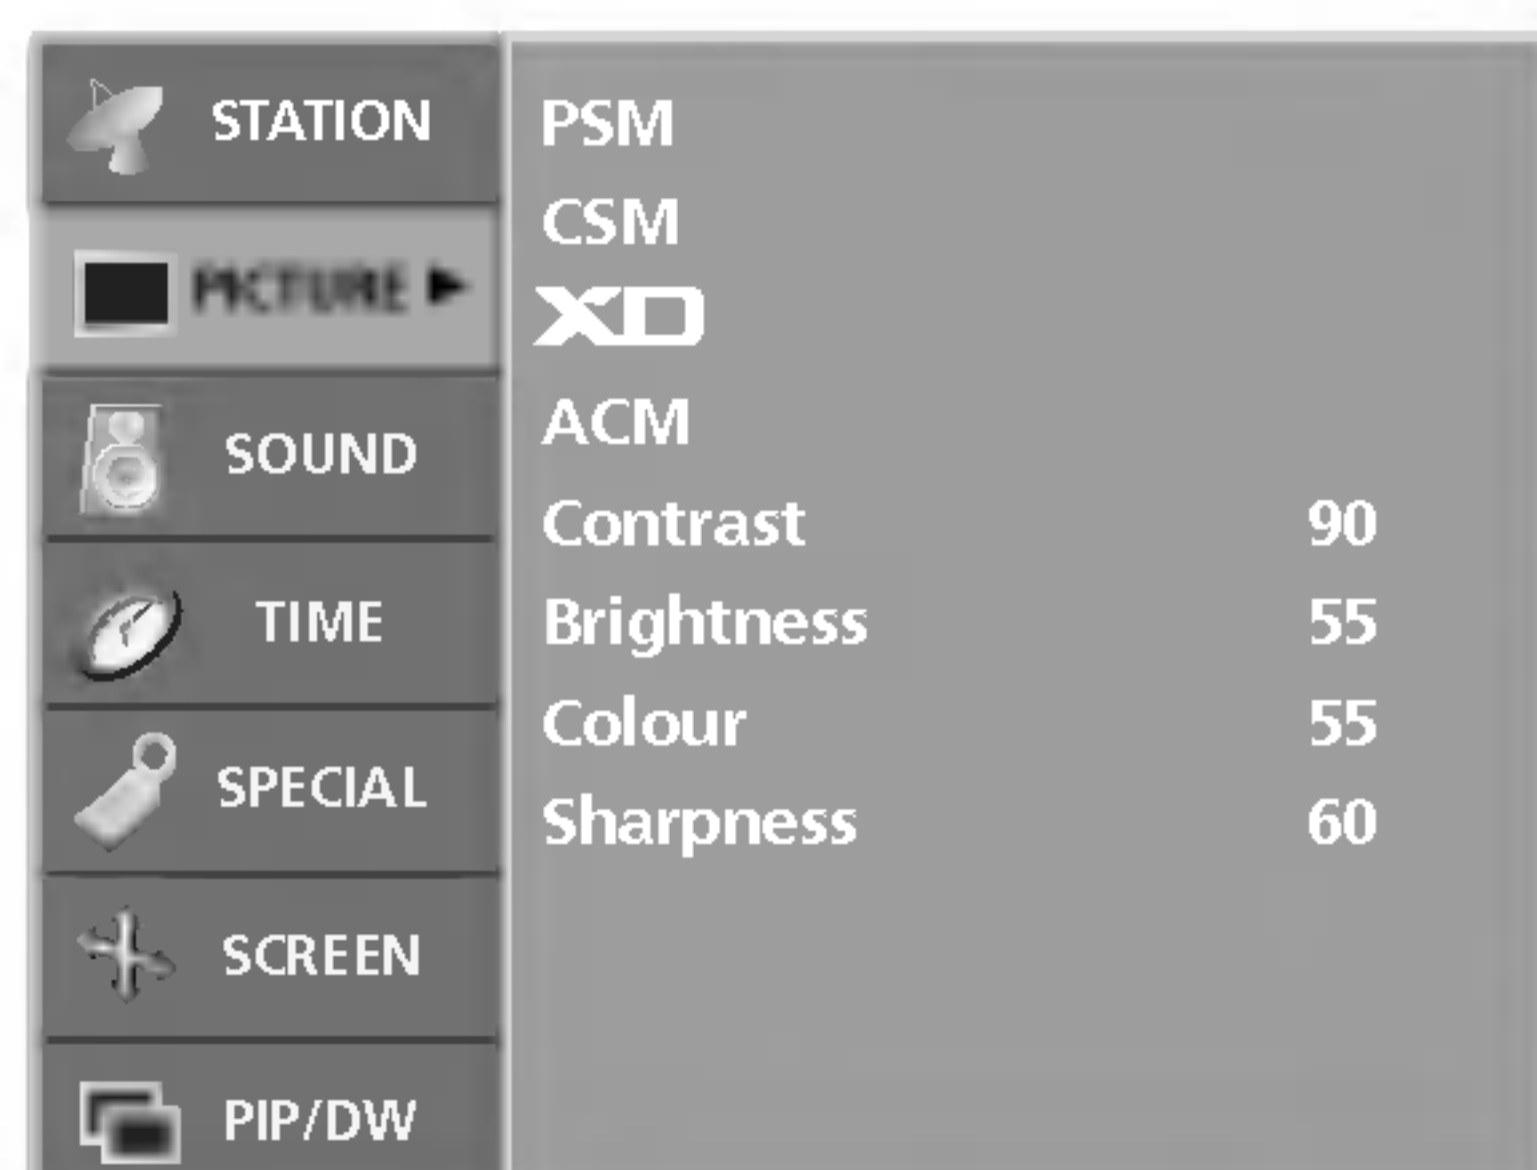 STATION
PICTURE ▶
SOUND
TIME
SPECIAL
SCREEN
PIP/DW
PSM
CSM
XD
ACM
Contrast 90
Brightness 55
Colour 55
Sharpness 60